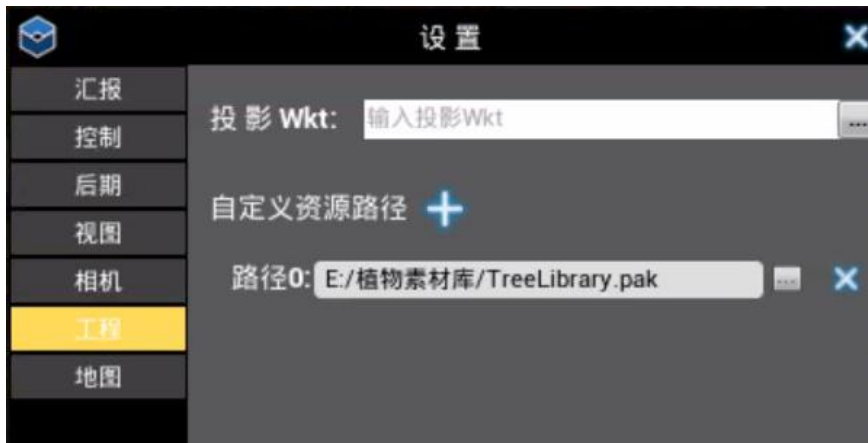 设置
汇报
控制
后期
视图
相机
工程
地图
投影 Wkt: 输入投影Wkt ...
自定义资源路径
路径0: E:/植物素材库/TreeLibrary.pak ...